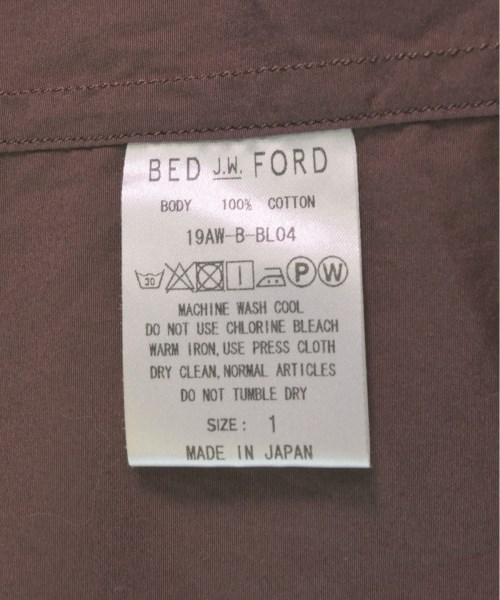 BED J.W. FORD
BODY 100% COTTON
19AW-B-BL04
30 P W
MACHINE WASH COOL
DO NOT USE CHLORINE BLEACH
WARM IRON, USE PRESS CLOTH
DRY CLEAN, NORMAL ARTICLES
DO NOT TUMBLE DRY
SIZE: 1
MADE IN JAPAN